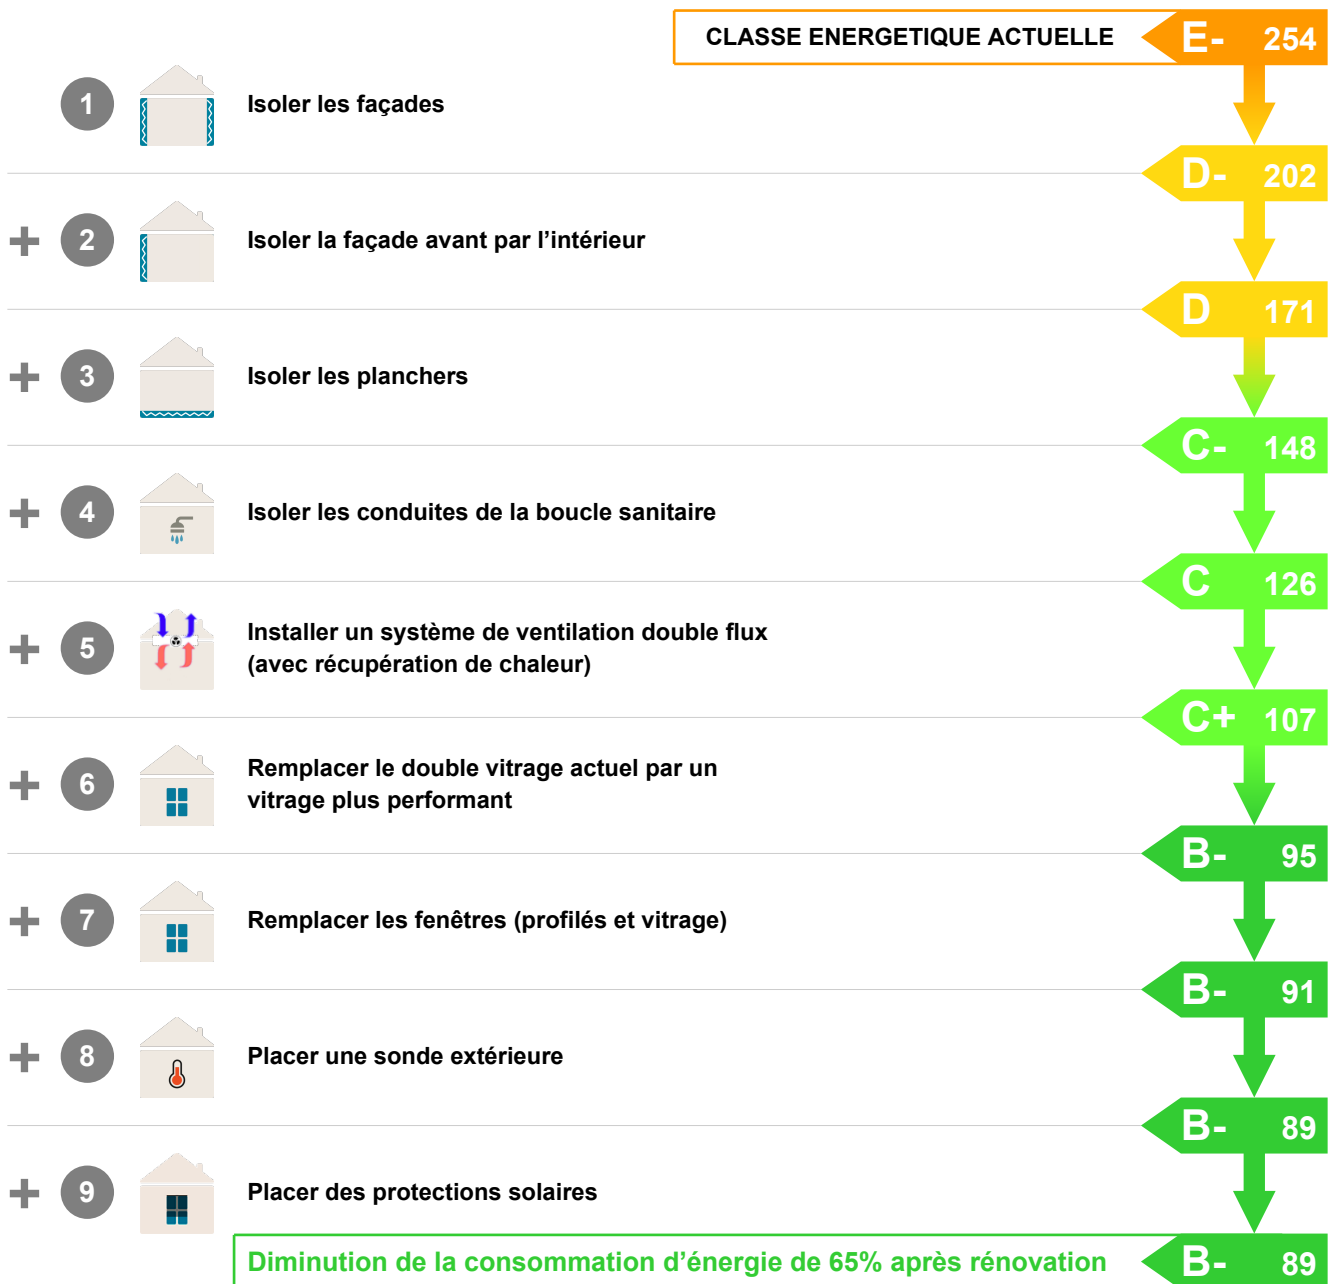 CLASSE ENERGETIQUE ACTUELLE E- 254
1 Isoler les façades
D- 202
+ 2 Isoler la façade avant par l’intérieur
D 171
+ 3 Isoler les planchers
C- 148
+ 4 Isoler les conduites de la boucle sanitaire
C 126
+ 5 Installer un système de ventilation double flux
(avec récupération de chaleur)
C+ 107
+ 6 Remplacer le double vitrage actuel par un
vitrage plus performant
B- 95
+ 7 Remplacer les fenêtres (profilés et vitrage)
B- 91
+ 8 Placer une sonde extérieure
B- 89
+ 9 Placer des protections solaires
Diminution de la consommation d’énergie de 65% après rénovation B- 89